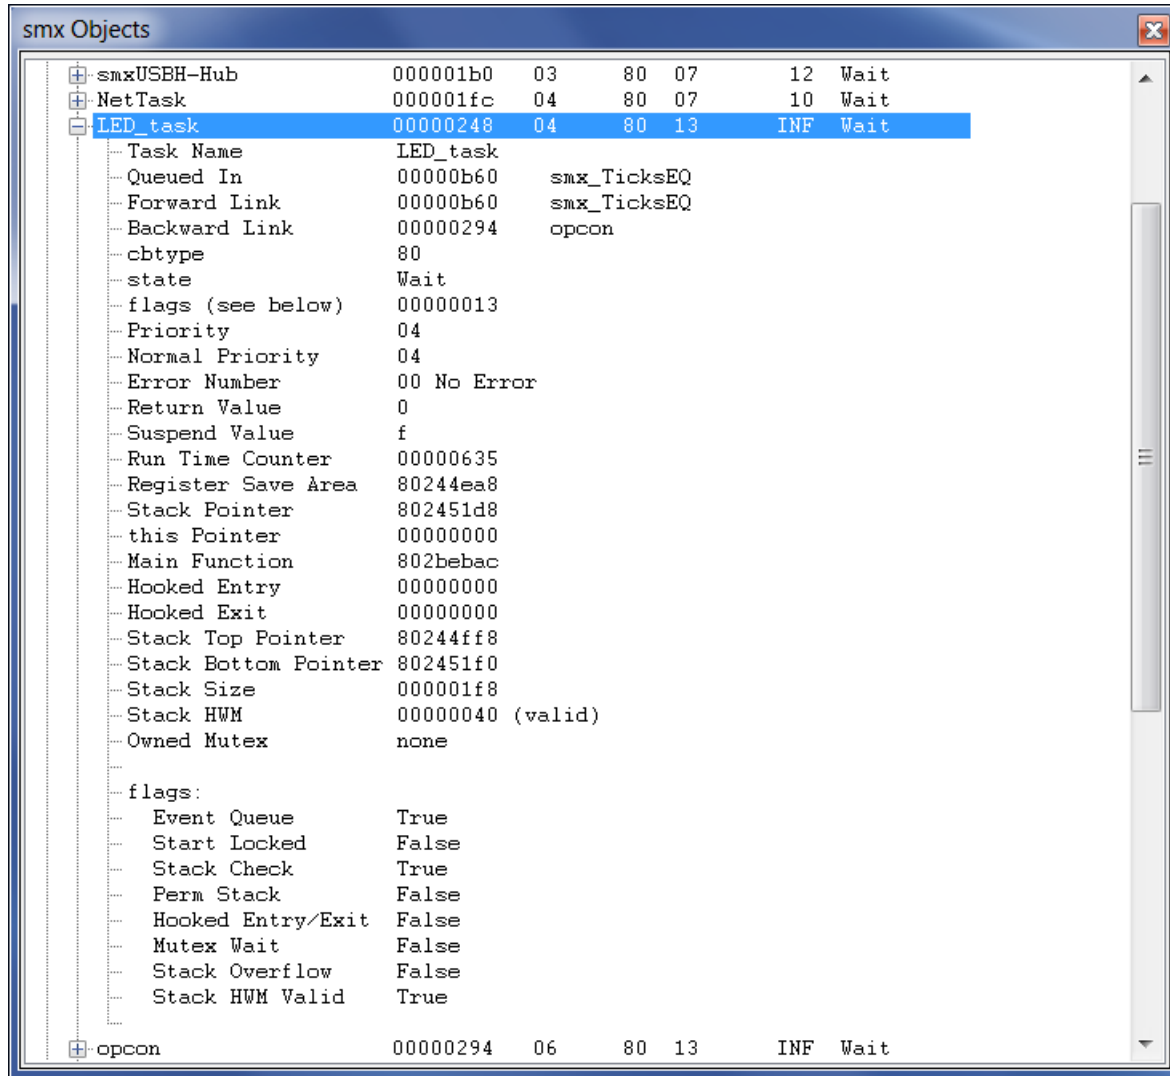 smx Objects
smxUSBH-Hub 000001b0 03 80 07 12 Wait
NetTask 000001fc 04 80 07 10 Wait
LED_task 00000248 04 80 13 INF Wait
Task Name LED_task
Queued In 00000b60 smx_TicksEQ
Forward Link 00000b60 smx_TicksEQ
Backward Link 00000294 opcon
cbtype 80
state Wait
flags (see below) 00000013
Priority 04
Normal Priority 04
Error Number 00 No Error
Return Value 0
Suspend Value f
Run Time Counter 00000635
Register Save Area 80244ea8
Stack Pointer 802451d8
this Pointer 00000000
Main Function 802bebac
Hooked Entry 00000000
Hooked Exit 00000000
Stack Top Pointer 80244ff8
Stack Bottom Pointer 802451f0
Stack Size 000001f8
Stack HWM 00000040 (valid)
Owned Mutex none
flags:
Event Queue True
Start Locked False
Stack Check True
Perm Stack False
Hooked Entry/Exit False
Mutex Wait False
Stack Overflow False
Stack HWM Valid True
opcon 00000294 06 80 13 INF Wait